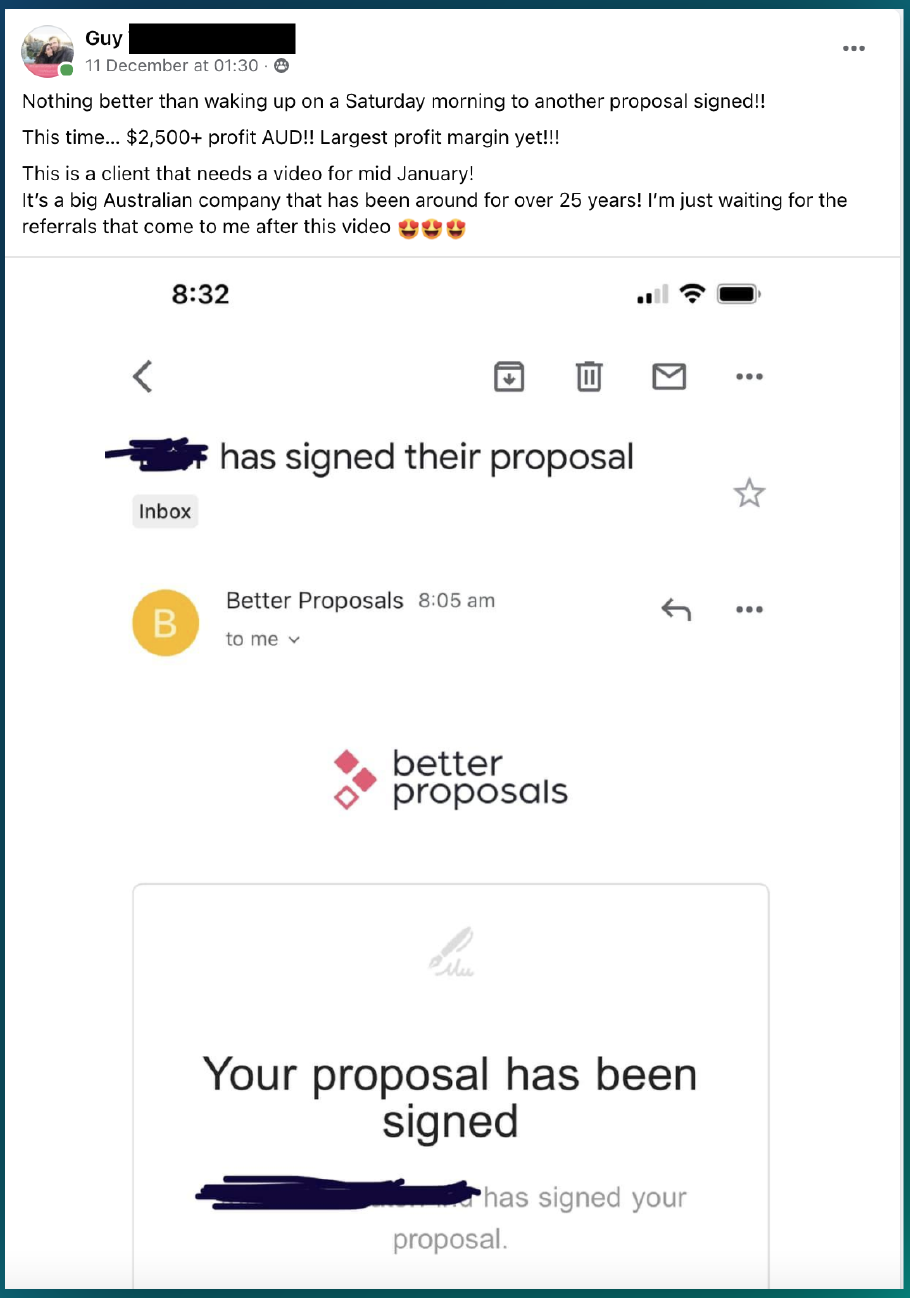 Guy
11 December at 01:30 ·
Nothing better than waking up on a Saturday morning to another proposal signed!!
This time... $2,500+ profit AUD!! Largest profit margin yet!!!
This is a client that needs a video for mid January!
It's a big Australian company that has been around for over 25 years! I'm just waiting for the
referrals that come to me after this video 😍😍😍
8:32
has signed their proposal
Inbox
B
Better Proposals 8:05 am
to me
better
proposals
Your proposal has been
signed
has signed your
proposal.